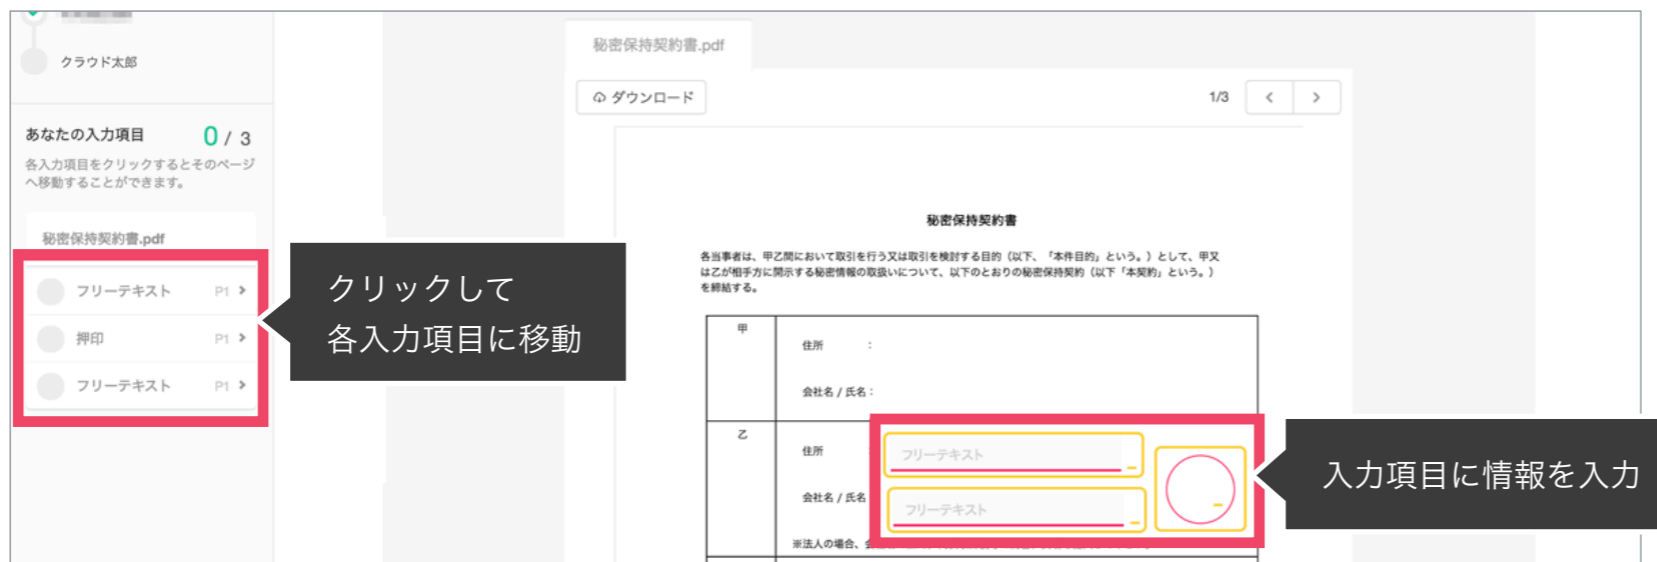 クラウド太郎
あなたの入力項目 0 / 3
各入力項目をクリックするとそのページ
へ移動することができます。
秘密保持契約書.pdf
フリーテキスト P1
押印 P1
フリーテキスト P1
クリックして
各入力項目に移動
秘密保持契約書.pdf
ダウンロード
1/3
秘密保持契約書
各当事者は、甲乙間において取引を行う又は取引を検討する目的（以下、「本件目的」という。）として、甲又
は乙が相手方に開示する秘密情報の取扱いについて、以下のとおりの秘密保持契約（以下「本契約」という。）
を締結する。
甲
住所 :
会社名 / 氏名 :
乙
住所 :
フリーテキスト
会社名 / 氏名
フリーテキスト
※法人の場合、
入力項目に情報を入力